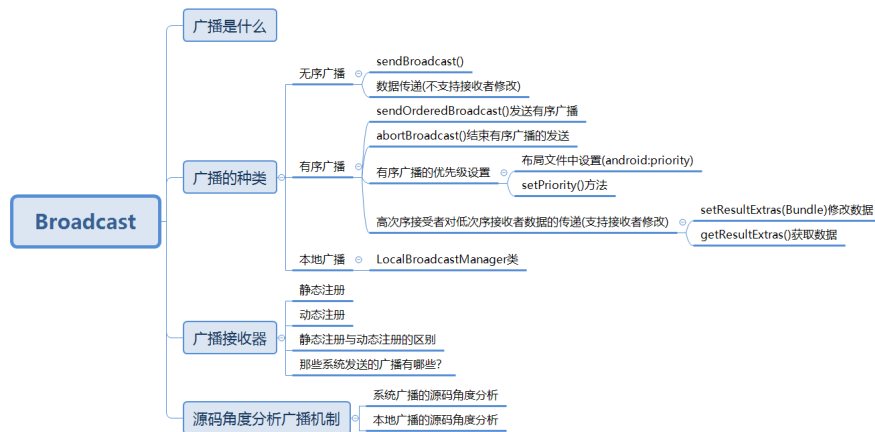 Broadcast
广播是什么
广播的种类
无序广播
sendBroadcast()
数据传递(不支持接收者修改)
有序广播
sendOrderedBroadcast()发送有序广播
abortBroadcast()结束有序广播的发送
有序广播的优先级设置
布局文件中设置(android:priority)
setPriority()方法
高次序接受者对低次序接收者数据的传递(支持接收者修改)
setResultExtras(Bundle)修改数据
getResultExtras()获取数据
本地广播
LocalBroadcastManager类
广播接收器
静态注册
动态注册
静态注册与动态注册的区别
那些系统发送的广播有哪些？
源码角度分析广播机制
系统广播的源码角度分析
本地广播的源码角度分析